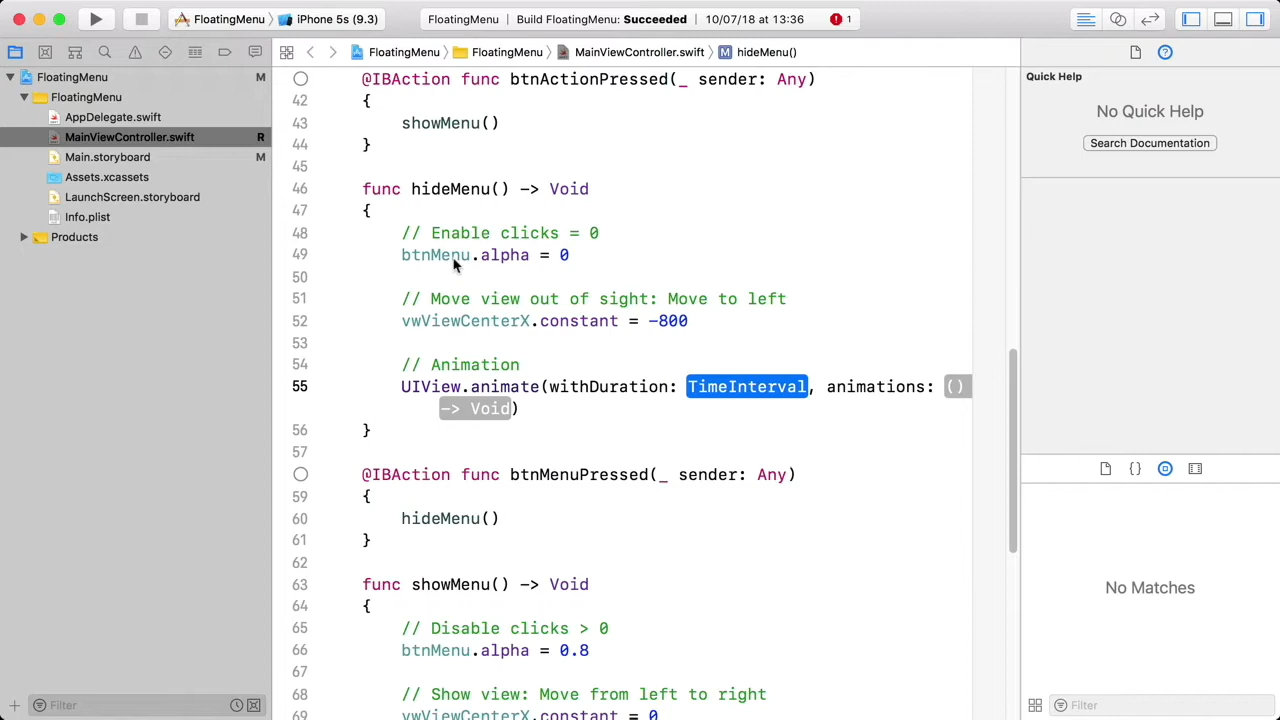 FloatingMenu iPhone 5s (9.3) FloatingMenu | Build FloatingMenu: Succeeded | 10/07/18 at 13:36 1
FloatingMenu FloatingMenu MainViewController.swift M hideMenu()
FloatingMenu M
FloatingMenu
AppDelegate.swift
MainViewController.swift R
Main.storyboard M
Assets.xcassets
LaunchScreen.storyboard
Info.plist
Products
Filter
@IBAction func btnActionPressed(_ sender: Any)
42 {
43 showMenu()
44 }
45
46 func hideMenu() -> Void
47 {
48 // Enable clicks = 0
49 btnMenu.alpha = 0
50
51 // Move view out of sight: Move to left
52 vwViewCenterX.constant = -800
53
54 // Animation
55 UIView.animate(withDuration: TimeInterval, animations: ()
-> Void)
56 }
57
@IBAction func btnMenuPressed(_ sender: Any)
59 {
60 hideMenu()
61 }
62
63 func showMenu() -> Void
64 {
65 // Disable clicks > 0
66 btnMenu.alpha = 0.8
67
68 // Show view: Move from left to right
69 vwViewCenterX.constant = 0
Quick Help
No Quick Help
Search Documentation
{}
No Matches
Filter